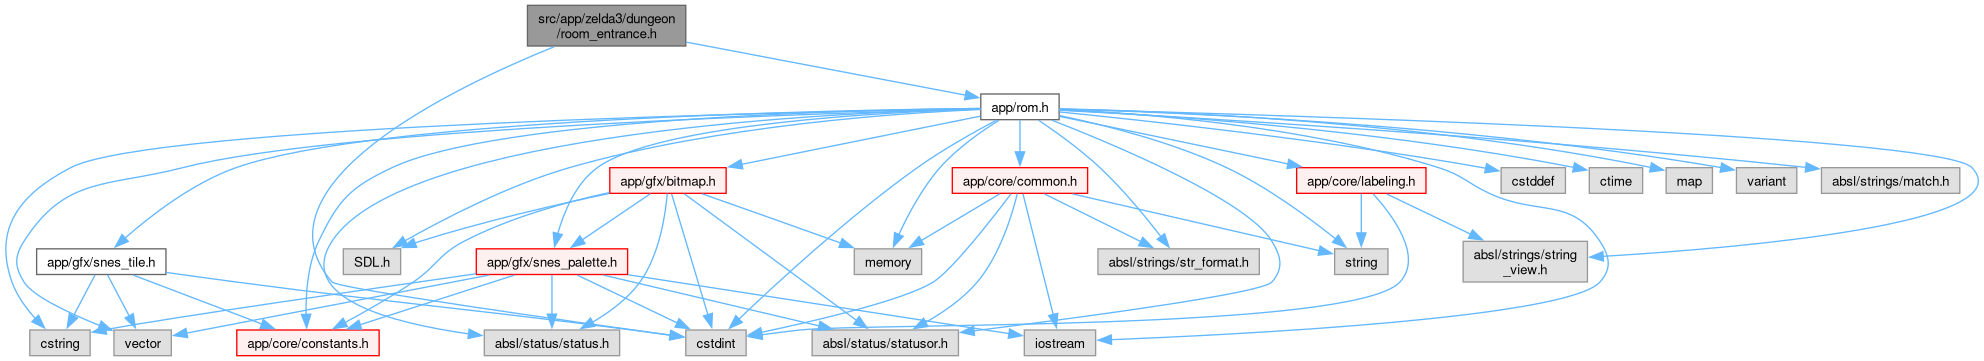 src/app/zelda3/dungeon
/room_entrance.h
app/rom.h
app/gfx/bitmap.h
app/core/common.h
app/core/labeling.h
cstddef
ctime
map
variant
absl/strings/match.h
app/gfx/snes_tile.h
SDL.h
app/gfx/snes_palette.h
memory
absl/strings/str_format.h
string
absl/strings/string
_view.h
cstring
vector
app/core/constants.h
absl/status/status.h
cstdint
absl/status/statusor.h
iostream